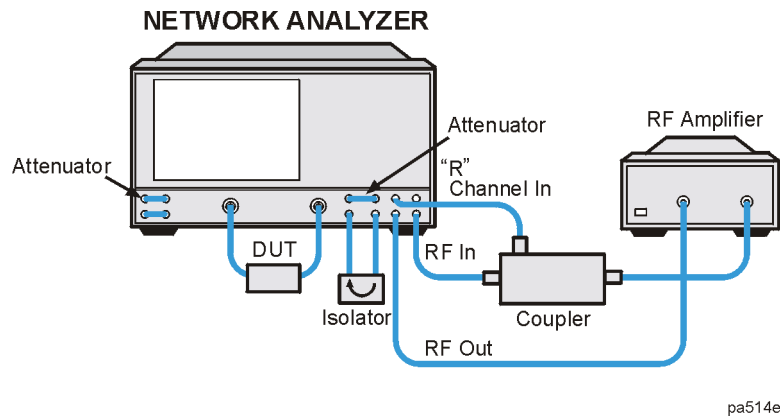 NETWORK ANALYZER
Attenuator
RF Amplifier
Attenuator
"R"
Channel In
DUT
RF In
Isolator
Coupler
RF Out
pa514e